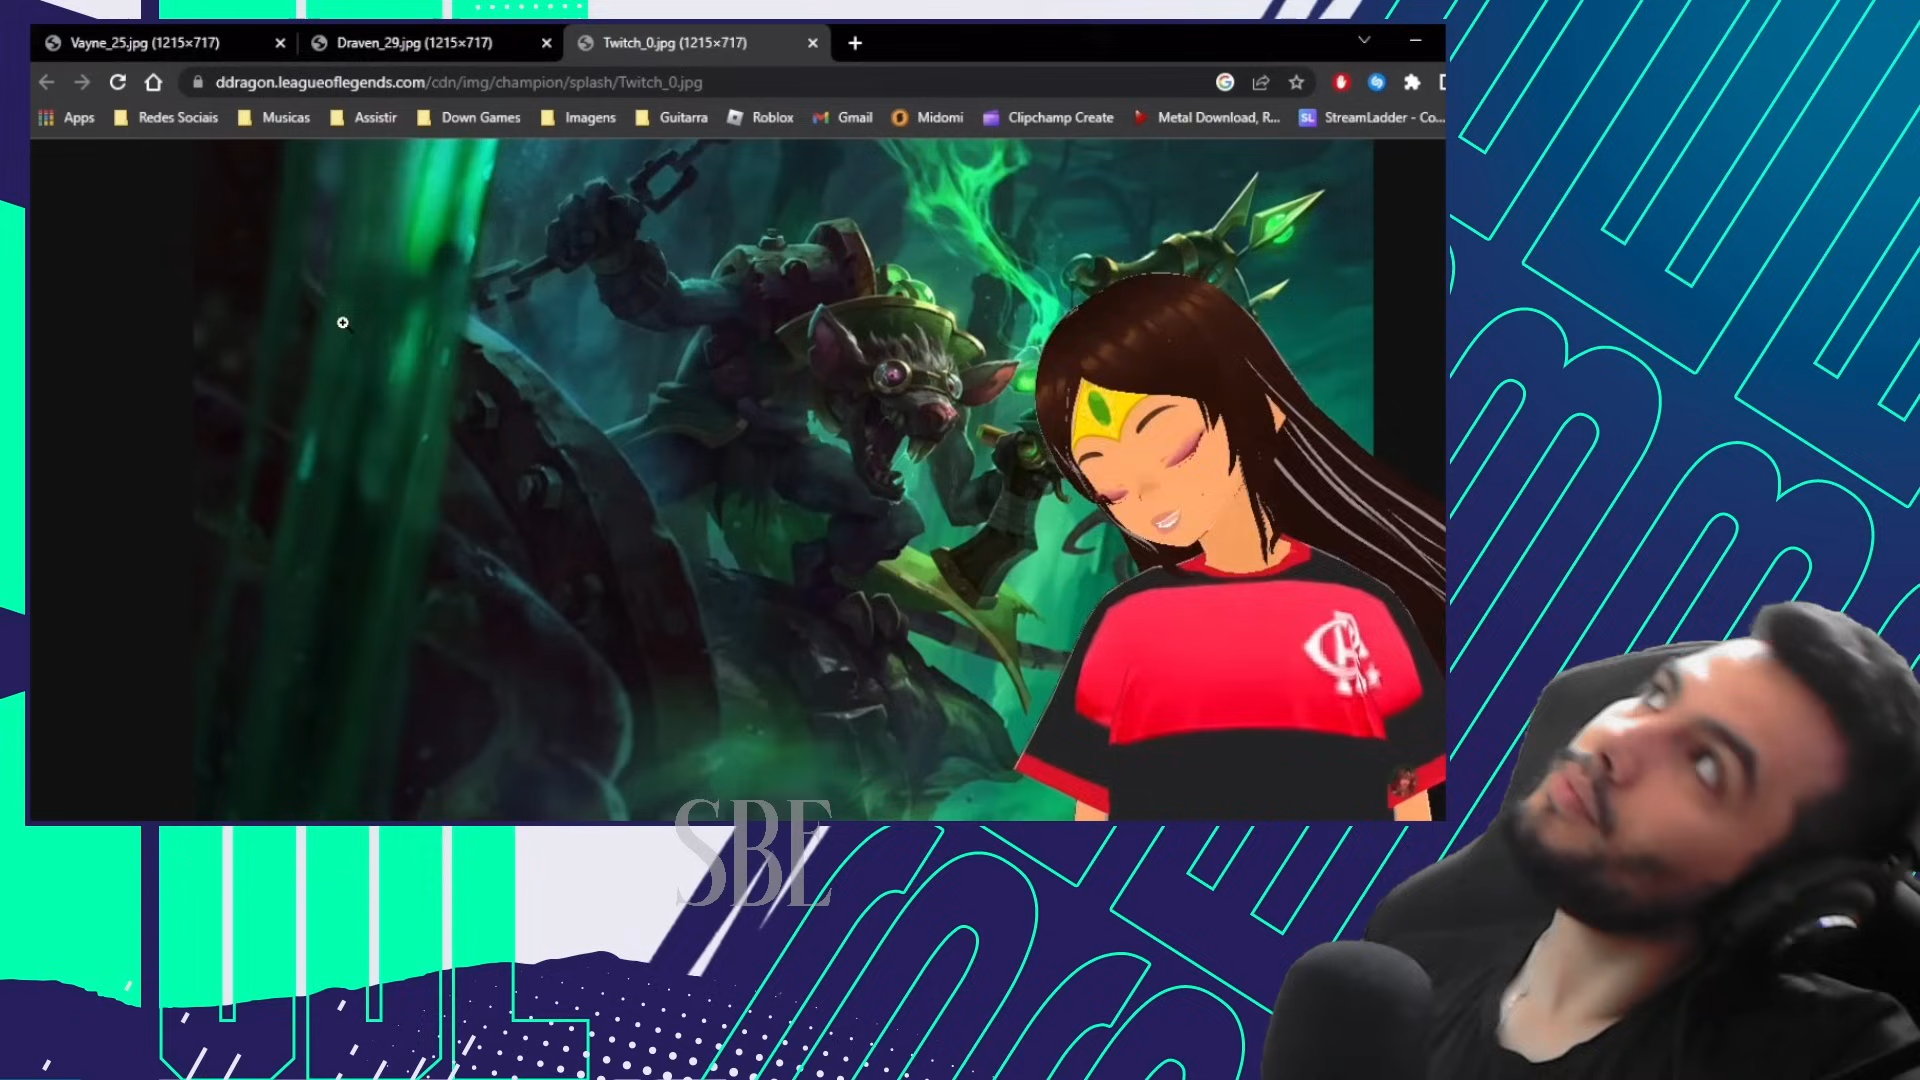 Vayne_25.jpg (1215×717)
Draven_29.jpg (1215×717)
Twitch_0.jpg (1215×717)
ddragon.leagueoflegends.com/cdn/img/champion/splash/Twitch_0.jpg
Apps
Redes Sociais
Musicas
Assistir
Down Games
Imagens
Guitarra
Roblox
Gmail
Midomi
Clipchamp Create
Metal Download, R...
SL
StreamLadder - Co...
SBE